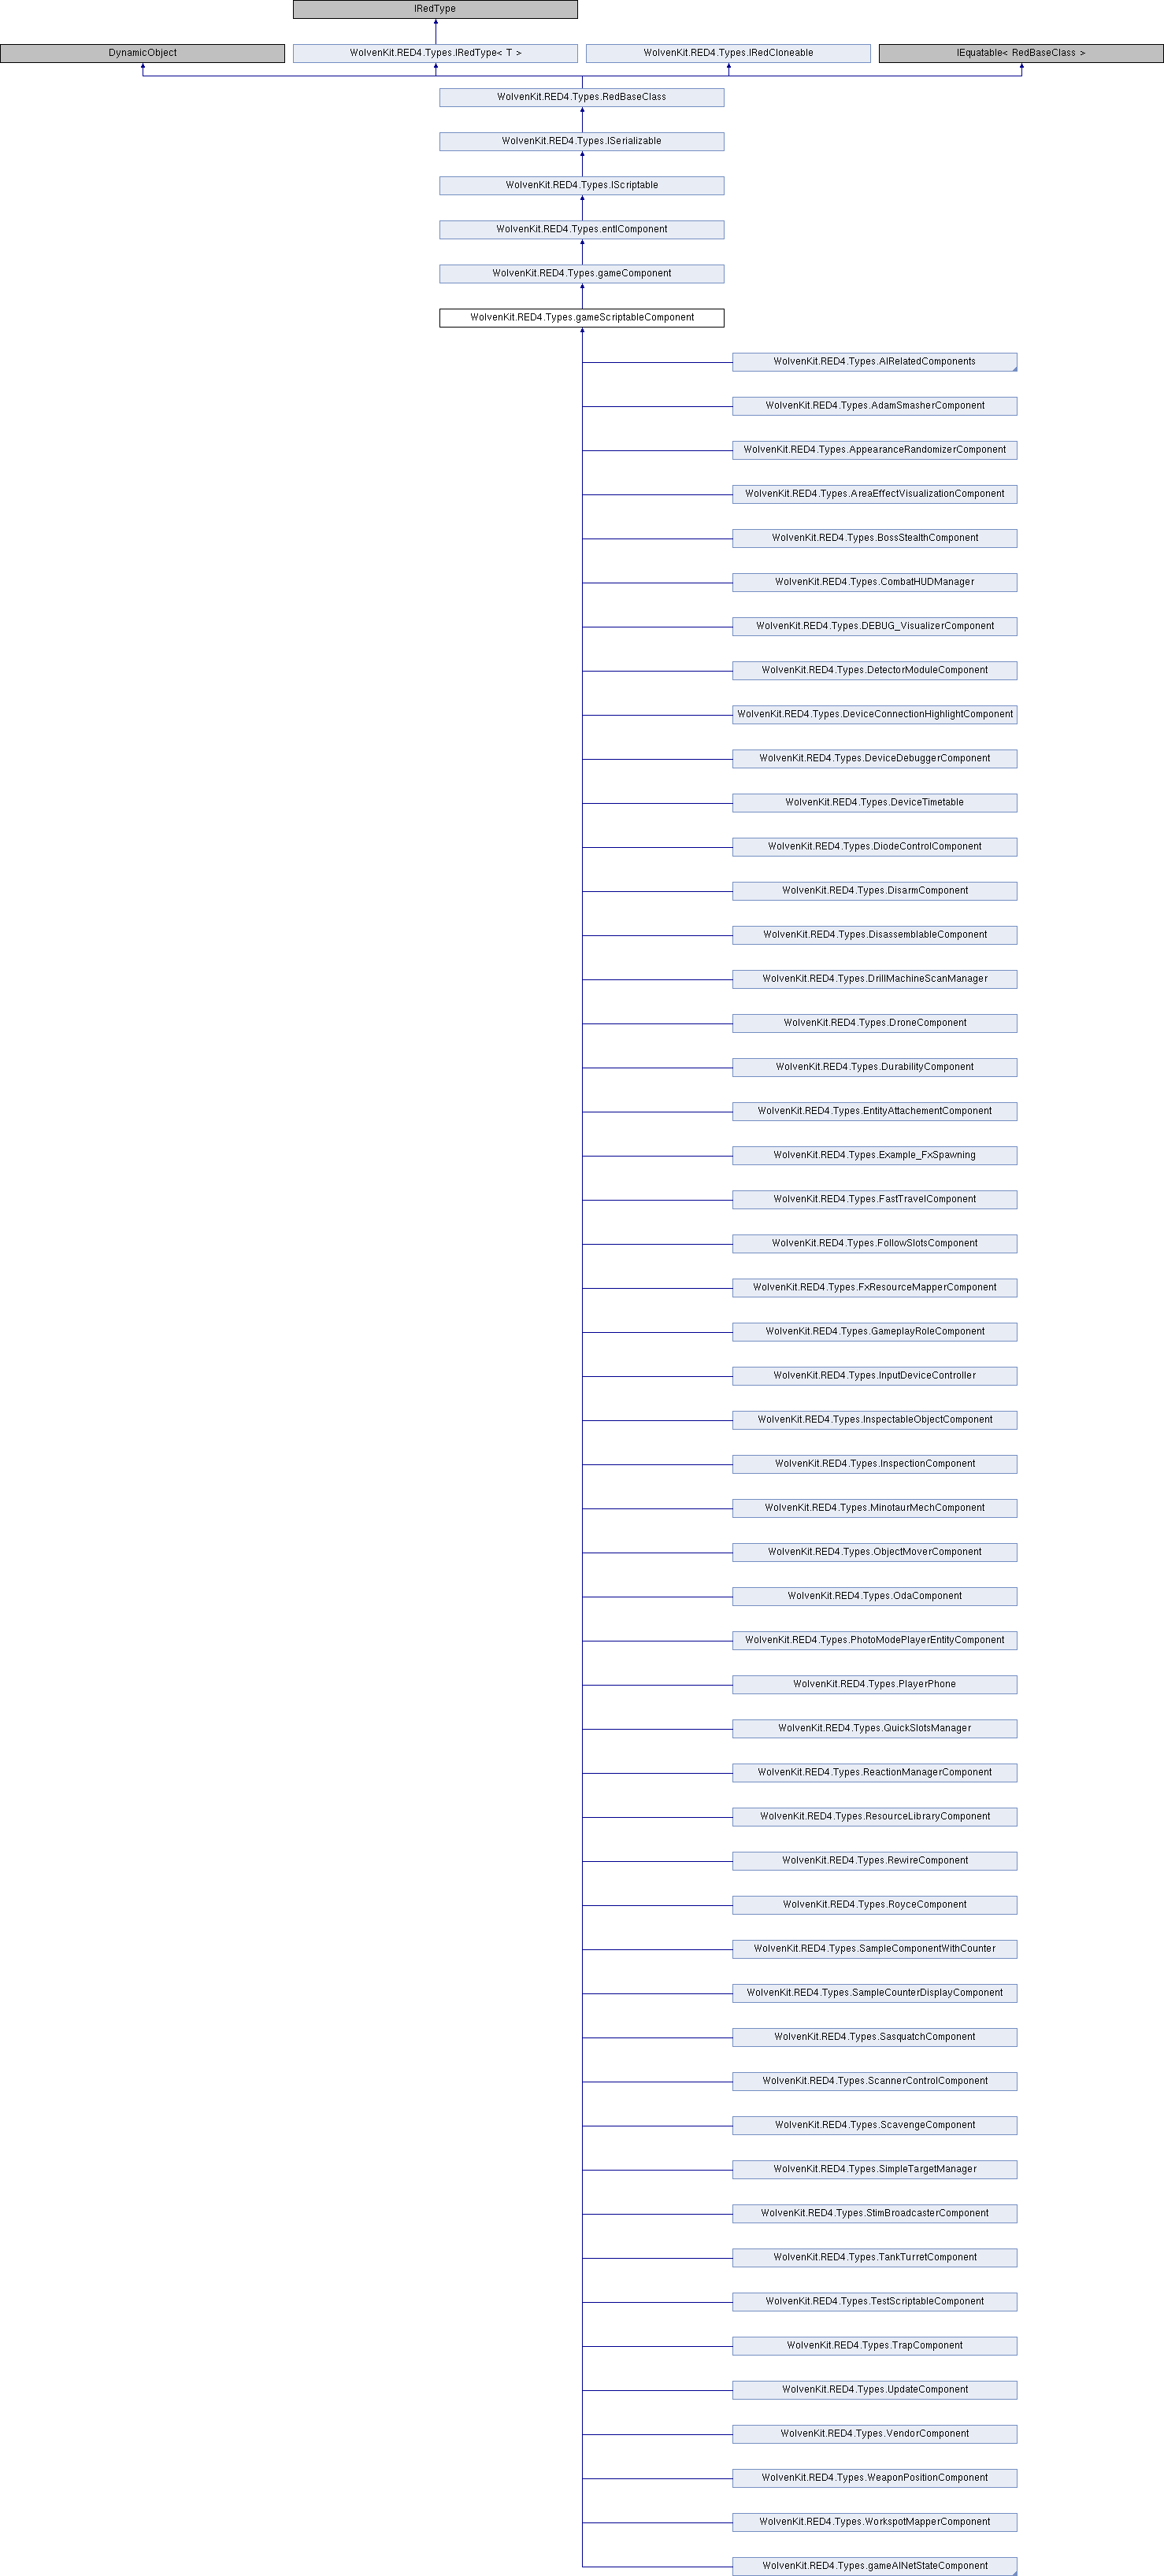 IRedType
DynamicObject
WolvenKit.RED4.Types.IRedType< T >
WolvenKit.RED4.Types.IRedCloneable
IEquatable< RedBaseClass >
WolvenKit.RED4.Types.RedBaseClass
WolvenKit.RED4.Types.ISerializable
WolvenKit.RED4.Types.IScriptable
WolvenKit.RED4.Types.entIComponent
WolvenKit.RED4.Types.gameComponent
WolvenKit.RED4.Types.gameScriptableComponent
WolvenKit.RED4.Types.AIRelatedComponents
WolvenKit.RED4.Types.AdamSmasherComponent
WolvenKit.RED4.Types.AppearanceRandomizerComponent
WolvenKit.RED4.Types.AreaEffectVisualizationComponent
WolvenKit.RED4.Types.BossStealthComponent
WolvenKit.RED4.Types.CombatHUDManager
WolvenKit.RED4.Types.DEBUG_VisualizerComponent
WolvenKit.RED4.Types.DetectorModuleComponent
WolvenKit.RED4.Types.DeviceConnectionHighlightComponent
WolvenKit.RED4.Types.DeviceDebuggerComponent
WolvenKit.RED4.Types.DeviceTimetable
WolvenKit.RED4.Types.DiodeControlComponent
WolvenKit.RED4.Types.DisarmComponent
WolvenKit.RED4.Types.DisassemblableComponent
WolvenKit.RED4.Types.DrillMachineScanManager
WolvenKit.RED4.Types.DroneComponent
WolvenKit.RED4.Types.DurabilityComponent
WolvenKit.RED4.Types.EntityAttachementComponent
WolvenKit.RED4.Types.Example_FxSpawning
WolvenKit.RED4.Types.FastTravelComponent
WolvenKit.RED4.Types.FollowSlotsComponent
WolvenKit.RED4.Types.FxResourceMapperComponent
WolvenKit.RED4.Types.GameplayRoleComponent
WolvenKit.RED4.Types.InputDeviceController
WolvenKit.RED4.Types.InspectableObjectComponent
WolvenKit.RED4.Types.InspectionComponent
WolvenKit.RED4.Types.MinotaurMechComponent
WolvenKit.RED4.Types.ObjectMoverComponent
WolvenKit.RED4.Types.OdaComponent
WolvenKit.RED4.Types.PhotoModePlayerEntityComponent
WolvenKit.RED4.Types.PlayerPhone
WolvenKit.RED4.Types.QuickSlotsManager
WolvenKit.RED4.Types.ReactionManagerComponent
WolvenKit.RED4.Types.ResourceLibraryComponent
WolvenKit.RED4.Types.RewireComponent
WolvenKit.RED4.Types.RoyceComponent
WolvenKit.RED4.Types.SampleComponentWithCounter
WolvenKit.RED4.Types.SampleCounterDisplayComponent
WolvenKit.RED4.Types.SasquatchComponent
WolvenKit.RED4.Types.ScannerControlComponent
WolvenKit.RED4.Types.ScavengeComponent
WolvenKit.RED4.Types.SimpleTargetManager
WolvenKit.RED4.Types.StimBroadcasterComponent
WolvenKit.RED4.Types.TankTurretComponent
WolvenKit.RED4.Types.TestScriptableComponent
WolvenKit.RED4.Types.TrapComponent
WolvenKit.RED4.Types.UpdateComponent
WolvenKit.RED4.Types.VendorComponent
WolvenKit.RED4.Types.WeaponPositionComponent
WolvenKit.RED4.Types.WorkspotMapperComponent
WolvenKit.RED4.Types.gameAINetStateComponent